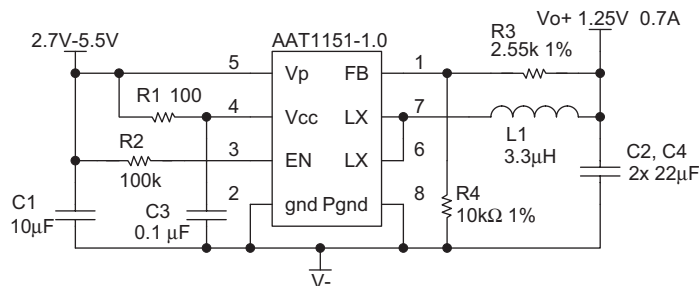 Vo+ 1.25V 0.7A
2.7V-5.5V
AAT1151-1.0
R3
2.55k 1%
5
Vp
FB
1
R1 100
4
Vcc
LX
7
L1
3.3μH
R2
100k
3
EN
LX
6
C2, C4
2x 22μF
C1
10μF
C3
0.1 μF
2
gnd Pgnd
8
R4
10kΩ 1%
V-